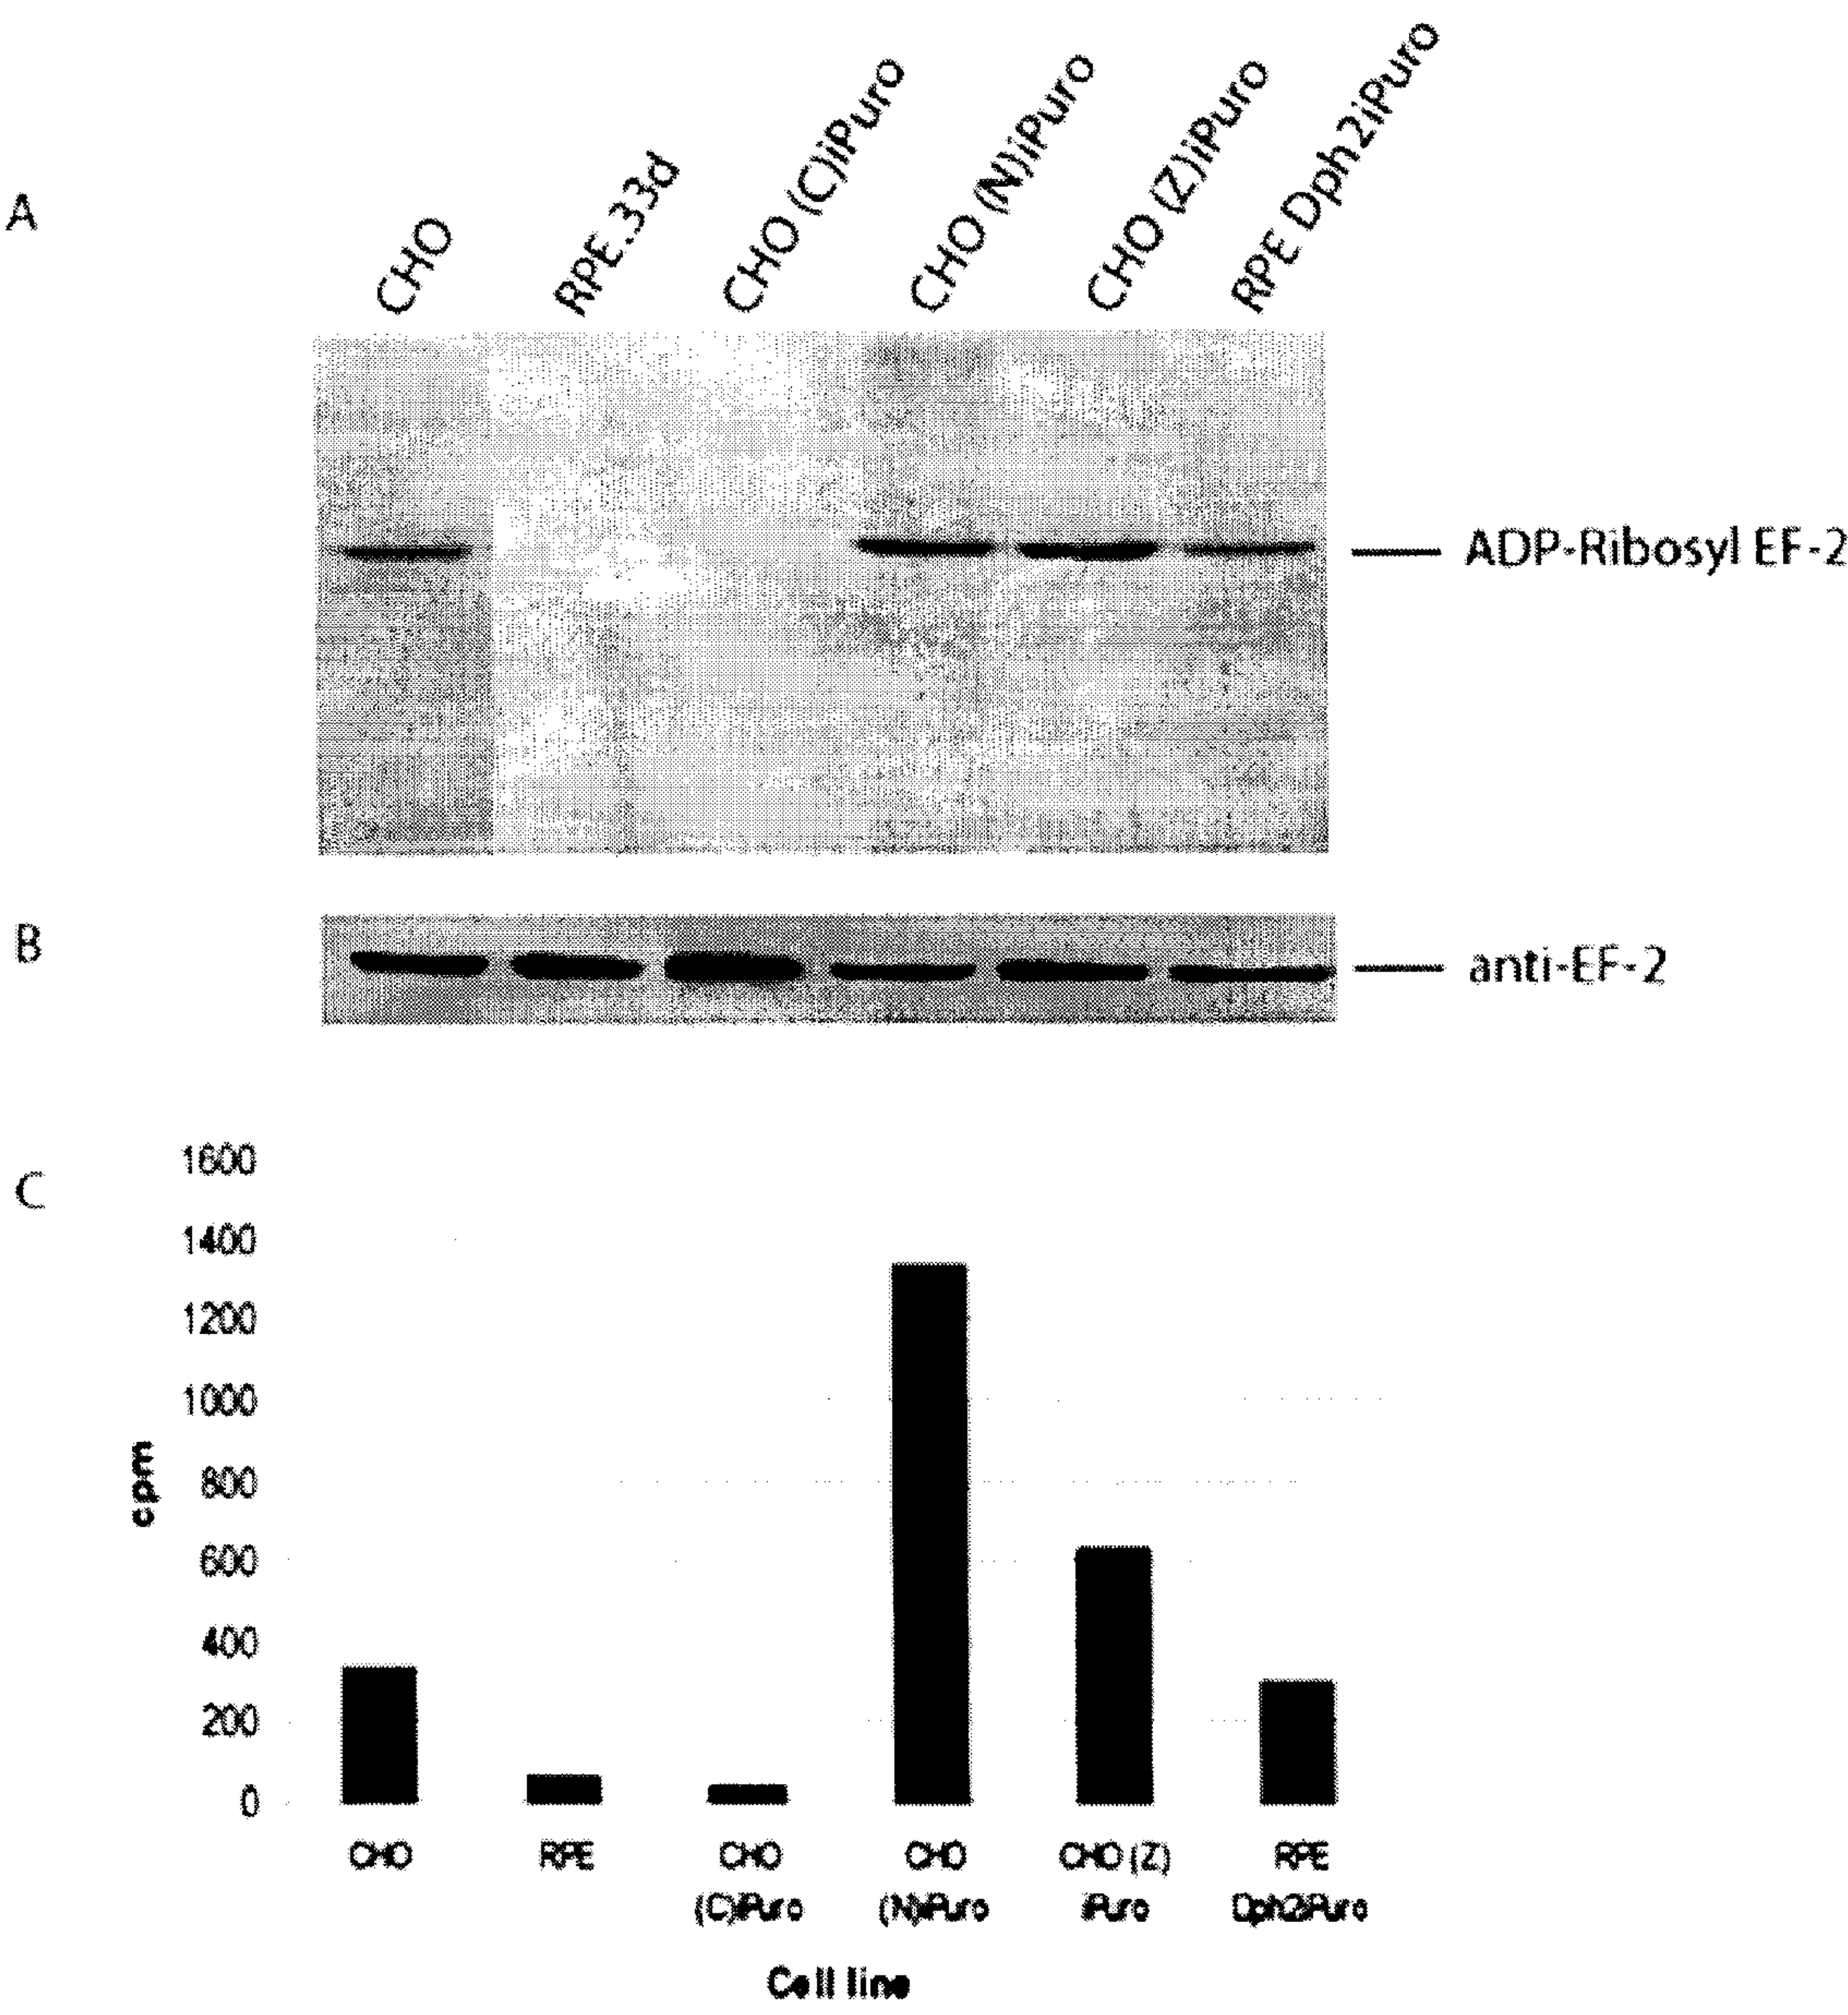 A
CHO
RPE.33d
CHO (C)iPuro
CHO (N)iPuro
CHO (Z)iPuro
RPE Dph2iPuro
ADP-Ribosyl EF-2
B
anti-EF-2
C
1600
1400
1200
1000
800
600
400
200
0
cpm
CHO
RPE
CHO
(C)iPuro
CHO
(N)iPuro
CHO (Z)
iPuro
RPE
Dph2iPuro
Cell line